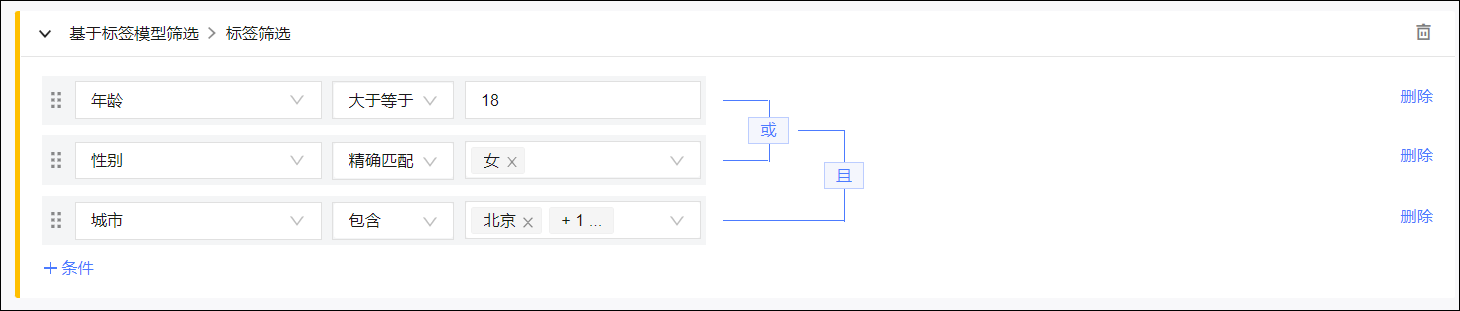 基于标签模型筛选 > 标签筛选
年龄 大于等于 18 删除
或
性别 精确匹配 女 × 删除
且
城市 包含 北京 × + 1 ... 删除
+ 条件